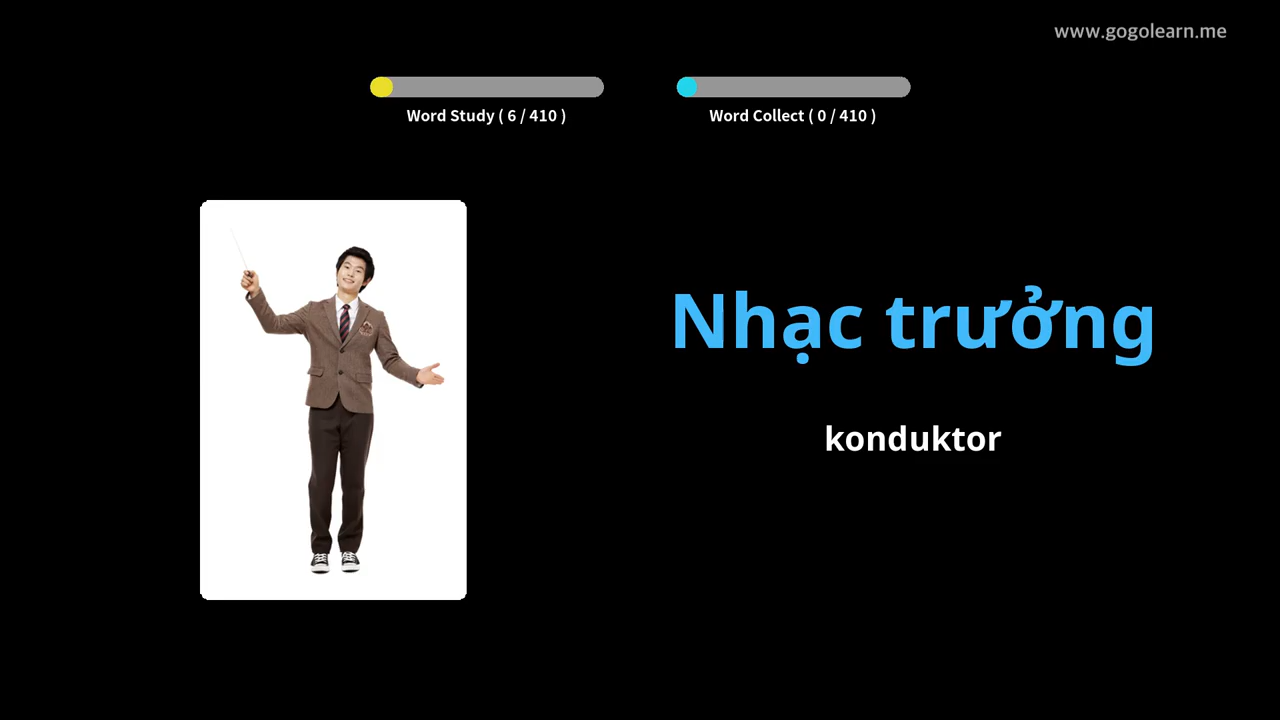 www.gogolearn.me
Word Study ( 6 / 410 )
Word Collect ( 0 / 410 )
Nhạc trưởng
konduktor